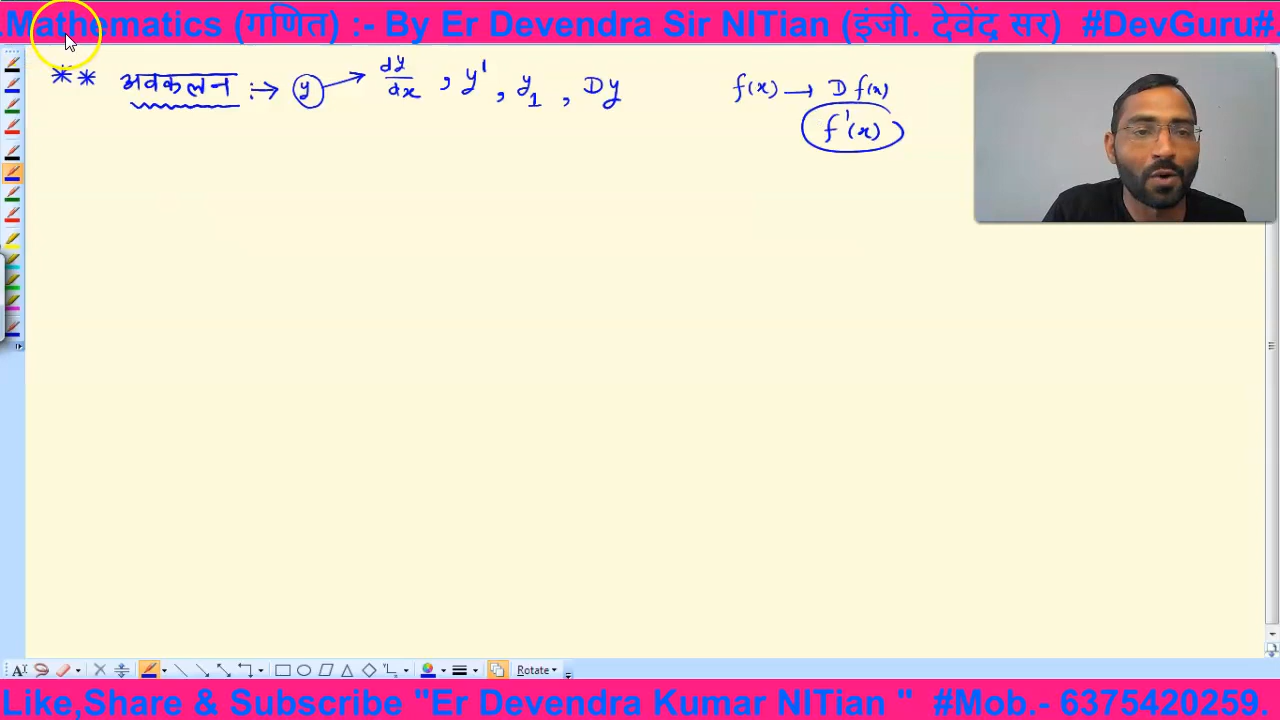 .Mathematics (गणित) :- By Er Devendra Sir NITian (इंजी. देवेंद्र सर) #DevGuru#.
** अवकलन :→ y → dy/dx , y' , y₁ , Dy
f(x) → D f(x)
f'(x)
A
Rotate
Like,Share & Subscribe "Er Devendra Kumar NITian " #Mob.- 6375420259.